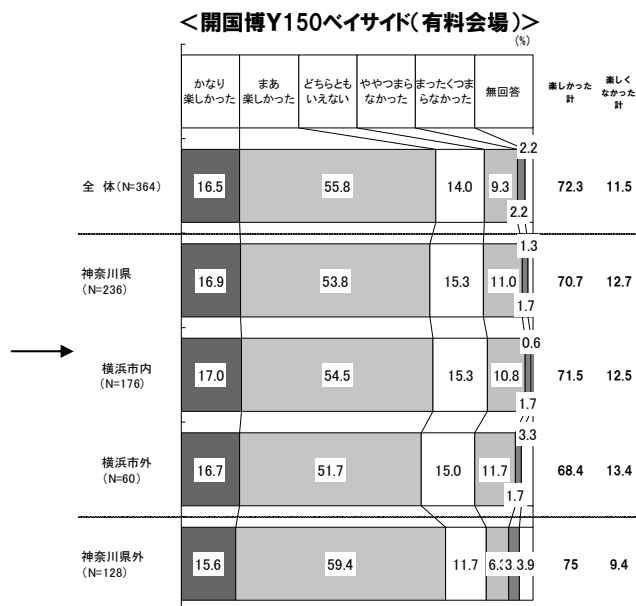 <開国博Y150ベイサイド(有料会場)>
(%)
かなり
楽しかった
まあ
楽しかった
どちらとも
いえない
ややつまら
なかった
まったくつま
らなかった
無回答
楽しかった
計
楽しく
なかった
計
2.2
全 体(N=364)
16.5
55.8
14.0
9.3
72.3
11.5
2.2
1.3
神奈川県
(N=236)
16.9
53.8
15.3
11.0
70.7
12.7
1.7
0.6
横浜市内
(N=176)
17.0
54.5
15.3
10.8
71.5
12.5
1.7
3.3
横浜市外
(N=60)
16.7
51.7
15.0
11.7
68.4
13.4
1.7
神奈川県外
(N=128)
15.6
59.4
11.7
3.9
75
9.4